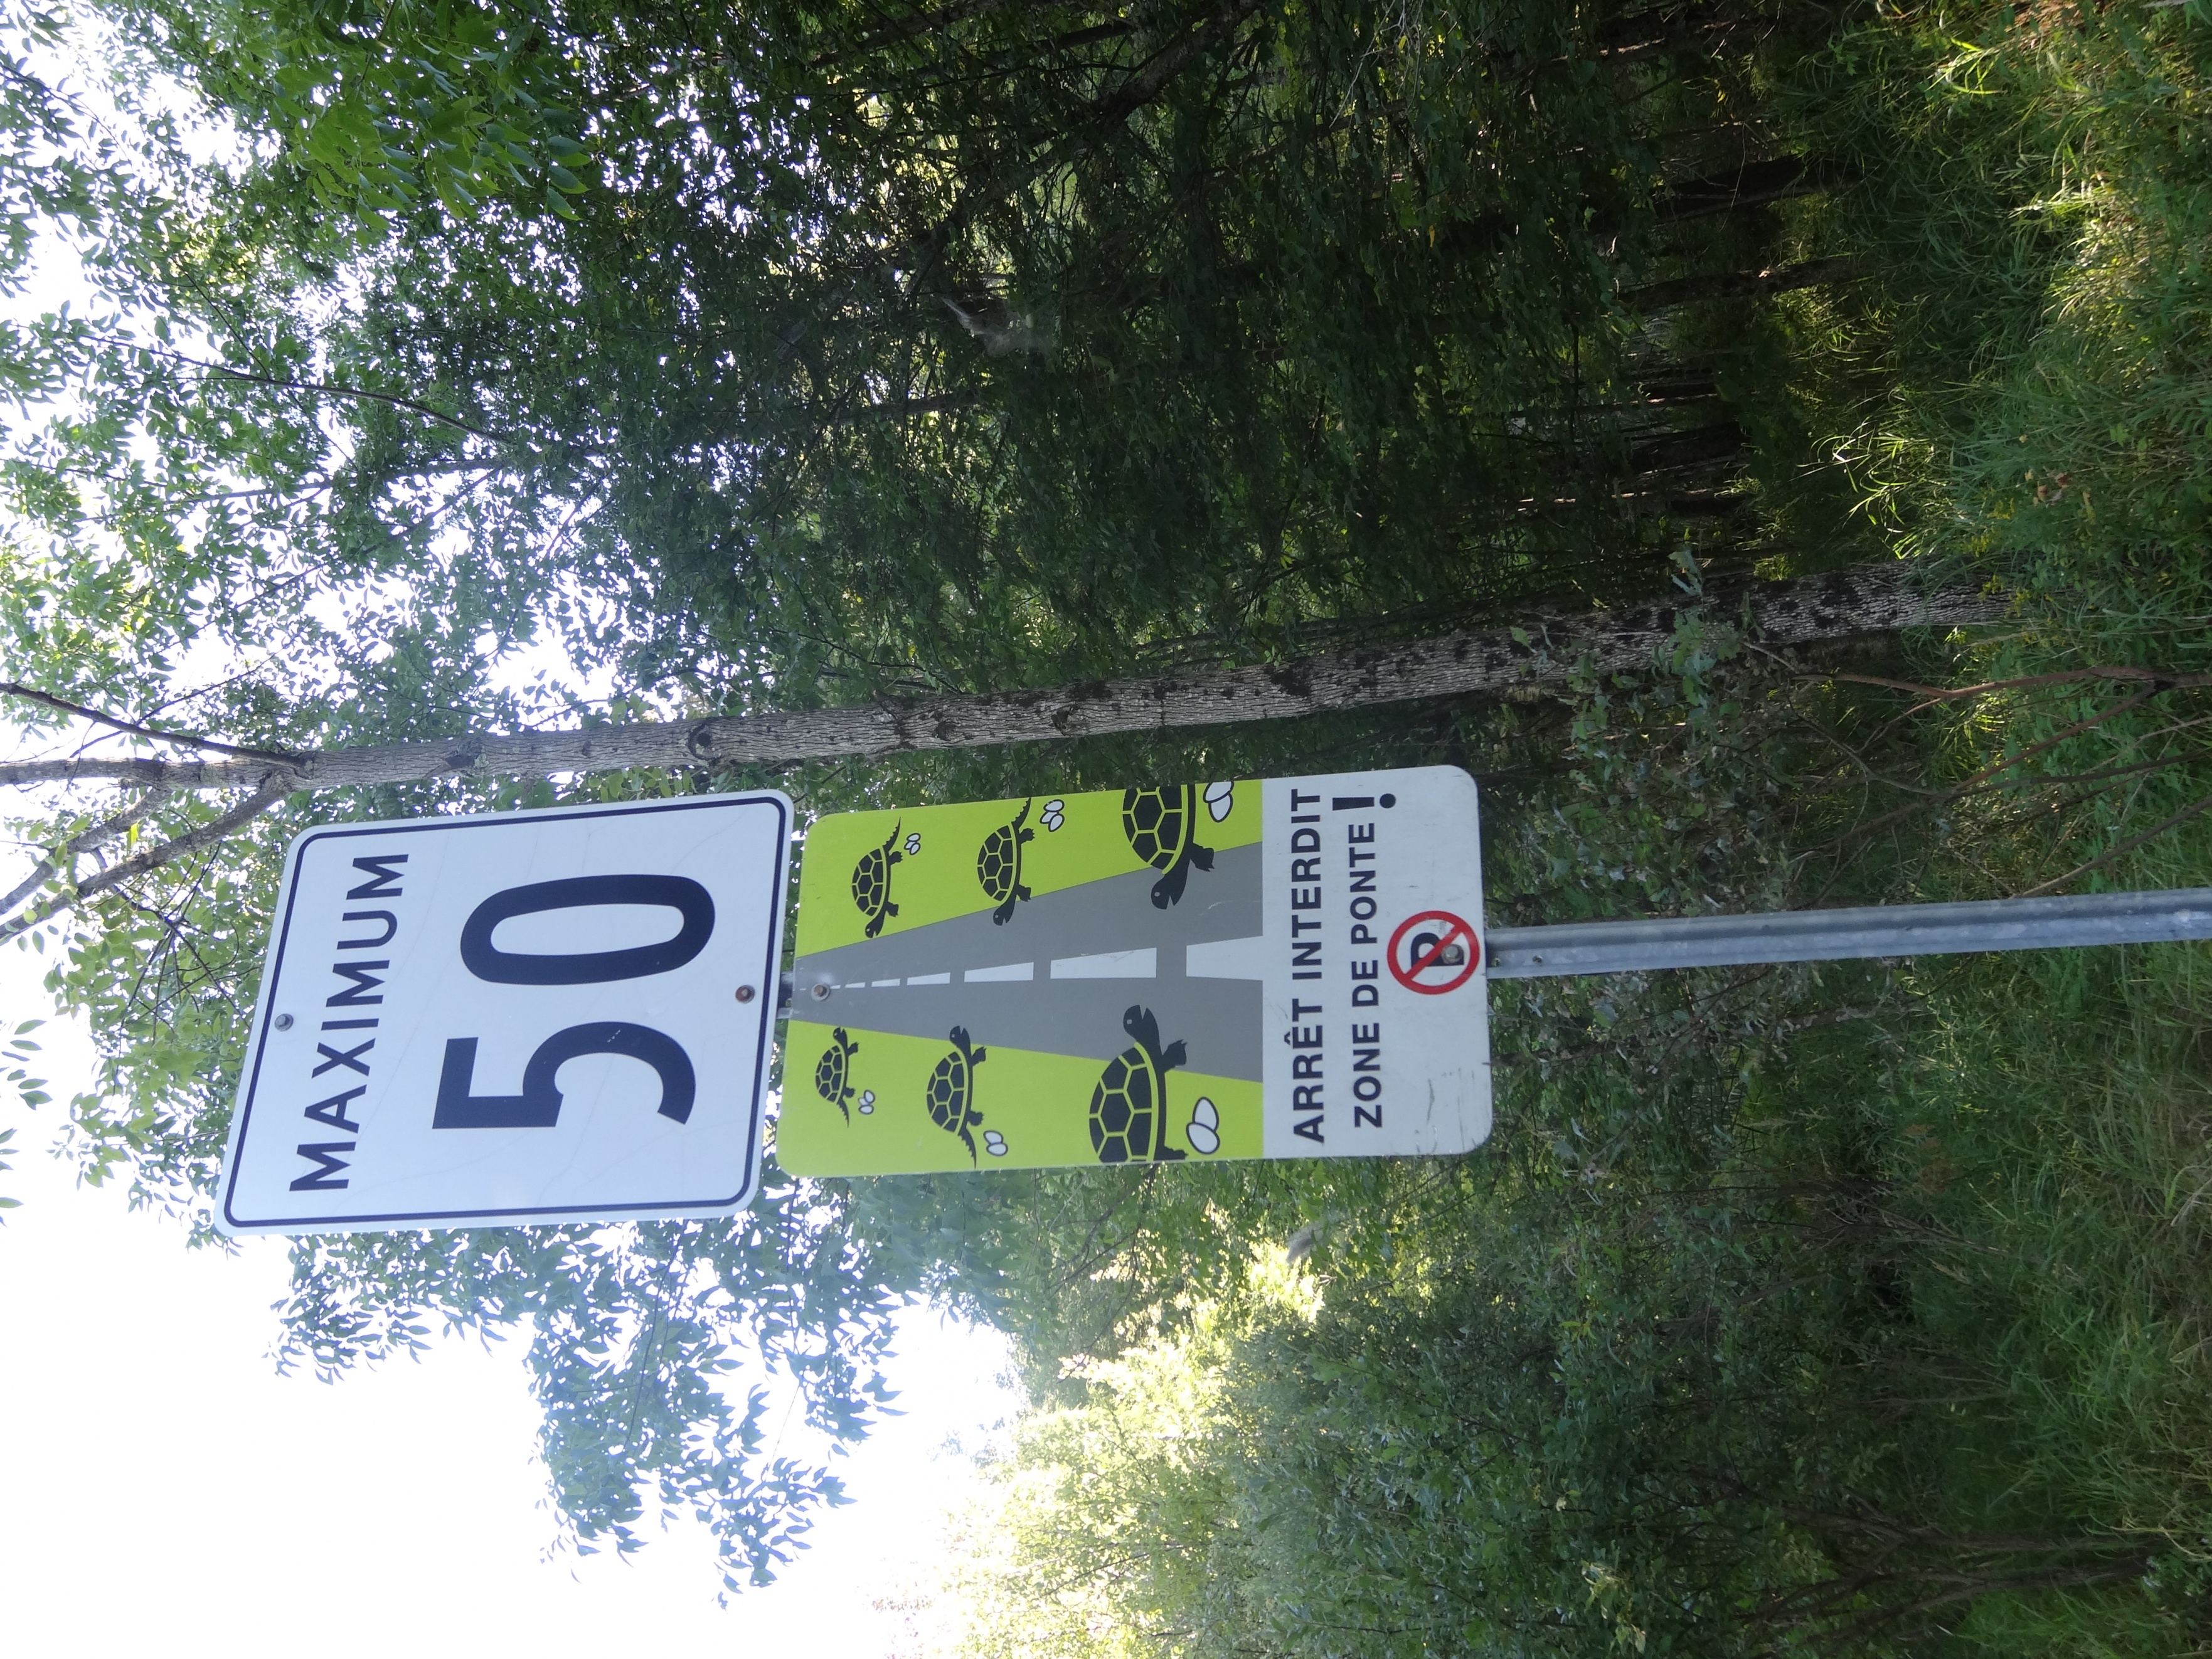 MAXIMUM
50
ARRÊT INTERDIT
ZONE DE PONTE !
P